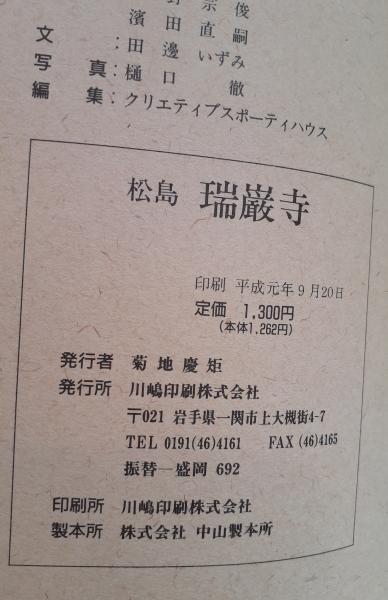 俊
濱田直嗣
文：田邊いずみ
写真：樋口徹
編集：クリエティブスポーティハウス
松島 瑞巌寺
印刷 平成元年9月20日
定価 1,300円
(本体1,262円)
発行者 菊地慶矩
発行所 川嶋印刷株式会社
〒021 岩手県一関市上大槻街4-7
TEL 0191(46)4161 FAX (46)4165
振替—盛岡 692
印刷所 川嶋印刷株式会社
製本所 株式会社 中山製本所